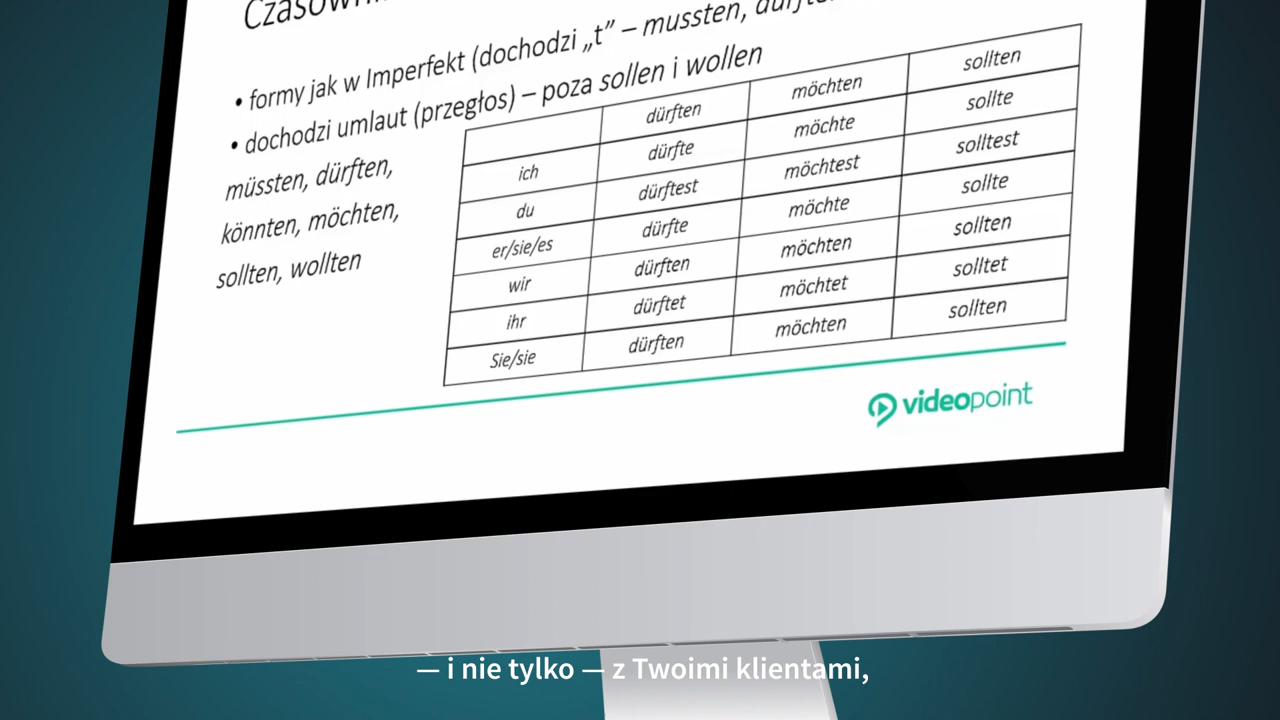 Czasowni
• formy jak w Imperfekt (dochodzi „t” – mussten, durfte
• dochodzi umlaut (przegłos) – poza sollen i wollen
müssten, dürften,
könnten, möchten,
sollten, wollten
dürften möchten sollten
ich dürfte möchte sollte
du dürftest möchtest solltest
er/sie/es dürfte möchte sollte
wir dürften möchten sollten
ihr dürftet möchtet solltet
Sie/sie dürften möchten sollten
videopoint
— i nie tylko — z Twoimi klientami,